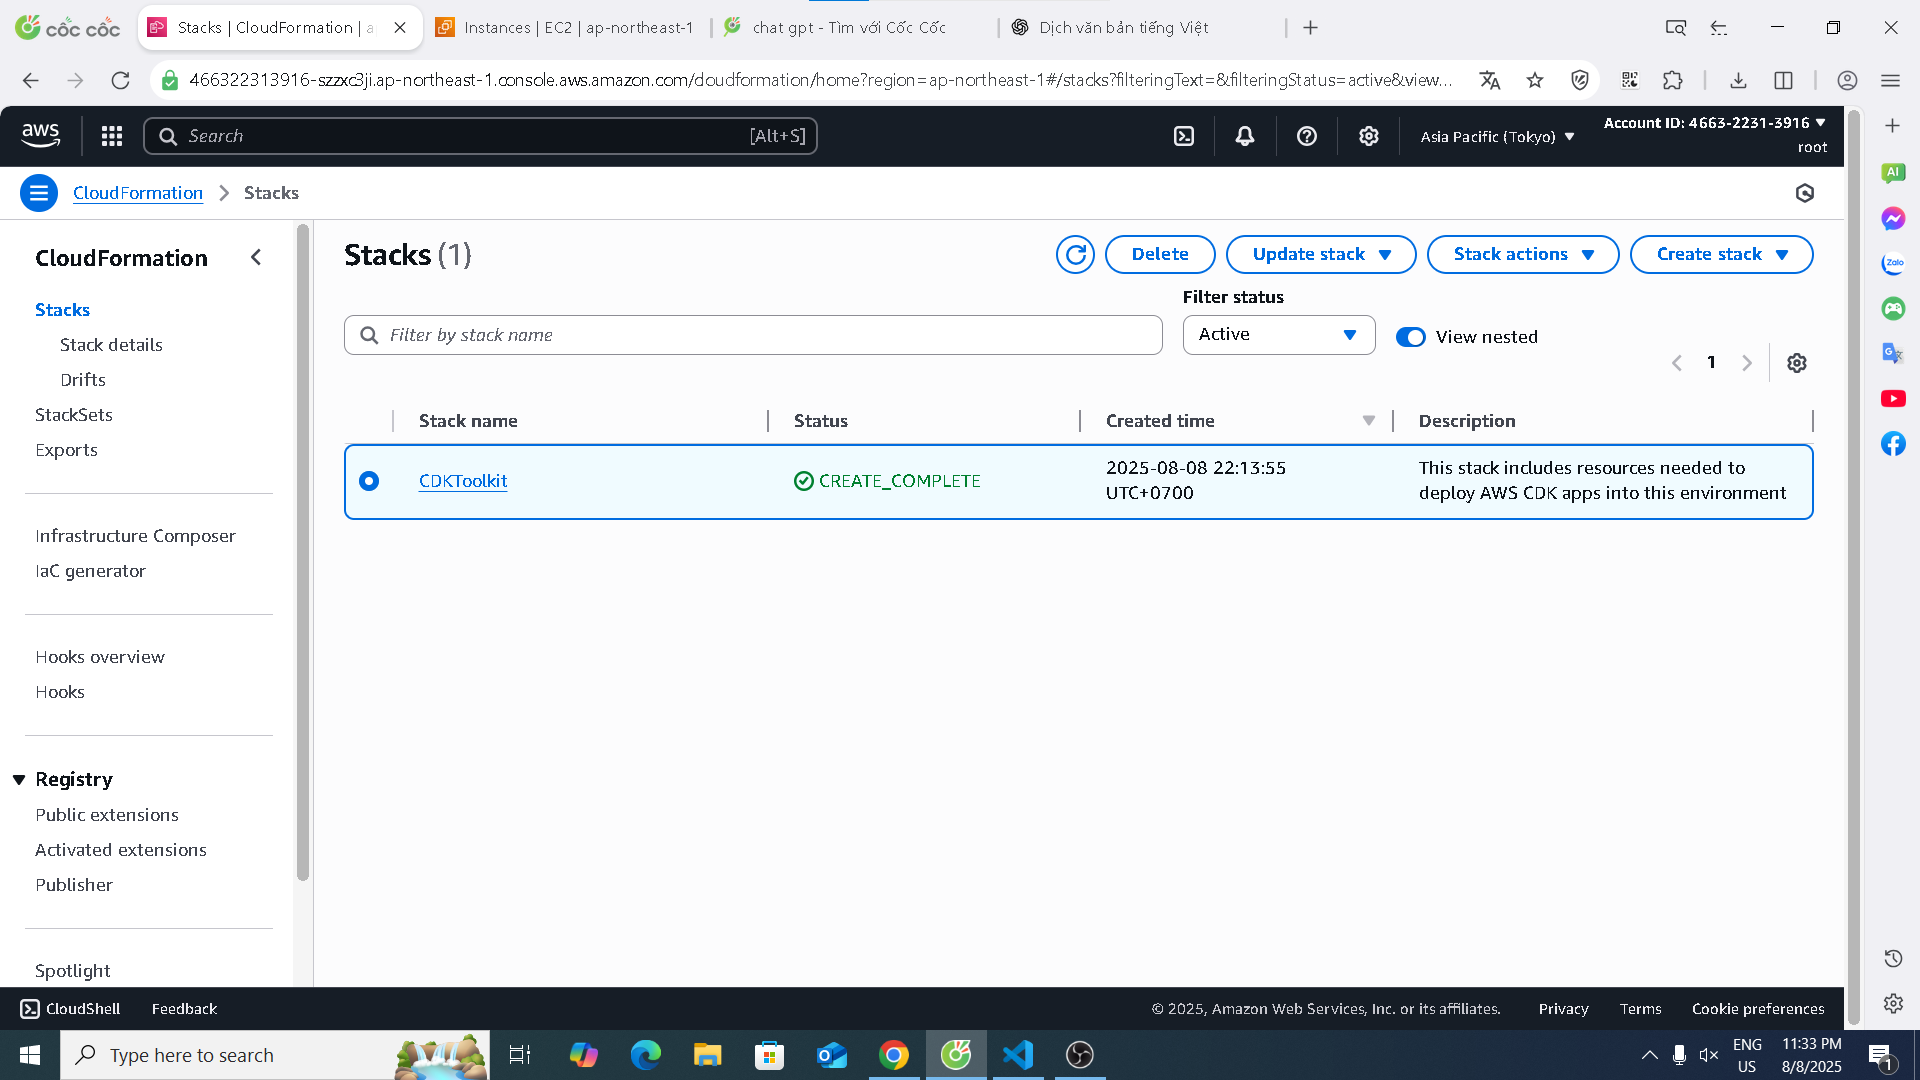 cốc cốc
Stacks | CloudFormation | a
Instances | EC2 | ap-northeast-1
chat gpt - Tìm với Cốc Cốc
Dịch văn bản tiếng Việt
466322313916-szzxc3ji.ap-northeast-1.console.aws.amazon.com/cloudformation/home?region=ap-northeast-1#/stacks?filteringText=&filteringStatus=active&view...
aws
Search
[Alt+S]
Asia Pacific (Tokyo)
Account ID: 4663-2231-3916
root
CloudFormation
Stacks
CloudFormation
Stacks
Stack details
Drifts
StackSets
Exports
Infrastructure Composer
IaC generator
Hooks overview
Hooks
Registry
Public extensions
Activated extensions
Publisher
Spotlight
Stacks (1)
Delete
Update stack
Stack actions
Create stack
Filter by stack name
Filter status
Active
View nested
1
Stack name
Status
Created time
Description
CDKToolkit
CREATE_COMPLETE
2025-08-08 22:13:55
UTC+0700
This stack includes resources needed to
deploy AWS CDK apps into this environment
AI
Zalo
CloudShell
Feedback
© 2025, Amazon Web Services, Inc. or its affiliates.
Privacy
Terms
Cookie preferences
Type here to search
ENG
US
11:33 PM
8/8/2025
1